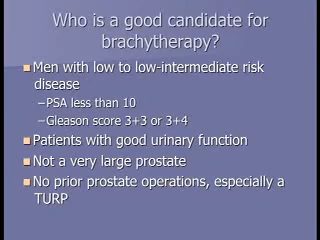 Who is a good candidate for
brachytherapy?
Men with low to low-intermediate risk
disease
–PSA less than 10
–Gleason score 3+3 or 3+4
Patients with good urinary function
Not a very large prostate
No prior prostate operations, especially a
TURP